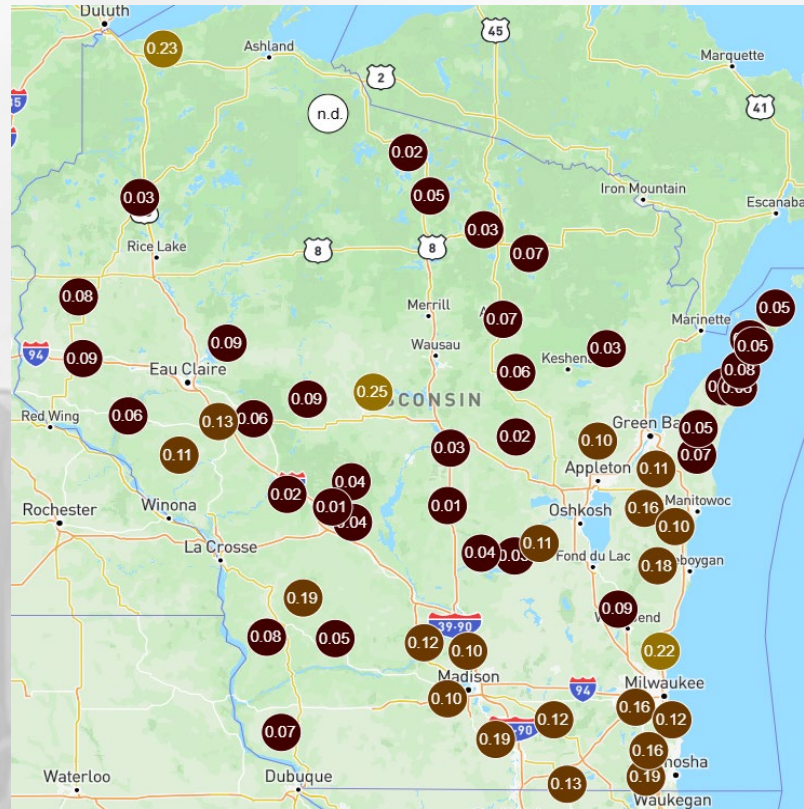 Duluth
45
0.23
Ashland
Marquette
2
35
n.d.
41
0.02
0.03
0.05
Iron Mountain
Escanaba
0.03
Rice Lake
8
8
0.07
0.08
0.05
Merrill
0.07
Marinette
0.09
0.03
0.05
94
0.09
Wausau
Keshena
Eau Claire
0.06
0.08
0.25
0.09
CONSIN
0.06
0.13
0.06
Red Wing
0.05
0.02
0.10
Green Ba
0.11
0.03
0.07
Appleton
0.11
0.04
0.02
0.01
0.01
Manitowoc
0.16
Rochester
Winona
0.04
Oshkosh
0.10
La Crosse
0.11
0.04
0.03
Fond du Lac
0.18
eboygan
0.19
0.09
39-90
0.08
0.05
0.12
0.10
0.22
Madison
94
Milwaukee
0.10
0.16
0.12
0.12
0.07
0.19
90
0.16
Waterloo
Dubuque
0.13
0.19
nosha
Waukegan